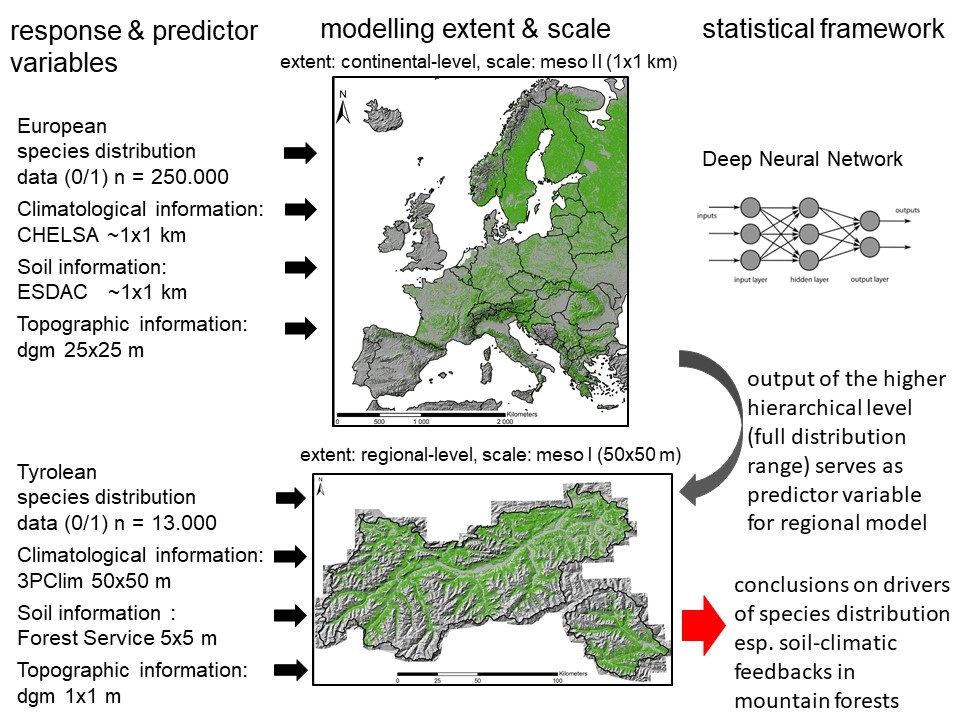 response & predictor
variables
modelling extent & scale
statistical framework
extent: continental-level, scale: meso II (1x1 km)
European
species distribution
data (0/1) n = 250.000
Climatological information:
CHELSA ~1x1 km
Soil information:
ESDAC ~1x1 km
Topographic information:
dgm 25x25 m
N
Kilometers
0 500 1 000 2 000
Deep Neural Network
inputs
outputs
input layer
hidden layer
output layer
output of the higher
hierarchical level
(full distribution
range) serves as
predictor variable
for regional model
extent: regional-level, scale: meso I (50x50 m)
Tyrolean
species distribution
data (0/1) n = 13.000
Climatological information:
3PClim 50x50 m
Soil information :
Forest Service 5x5 m
Topographic information:
dgm 1x1 m
N
Kilometers
0 25 50 100
conclusions on drivers
of species distribution
esp. soil-climatic
feedbacks in
mountain forests